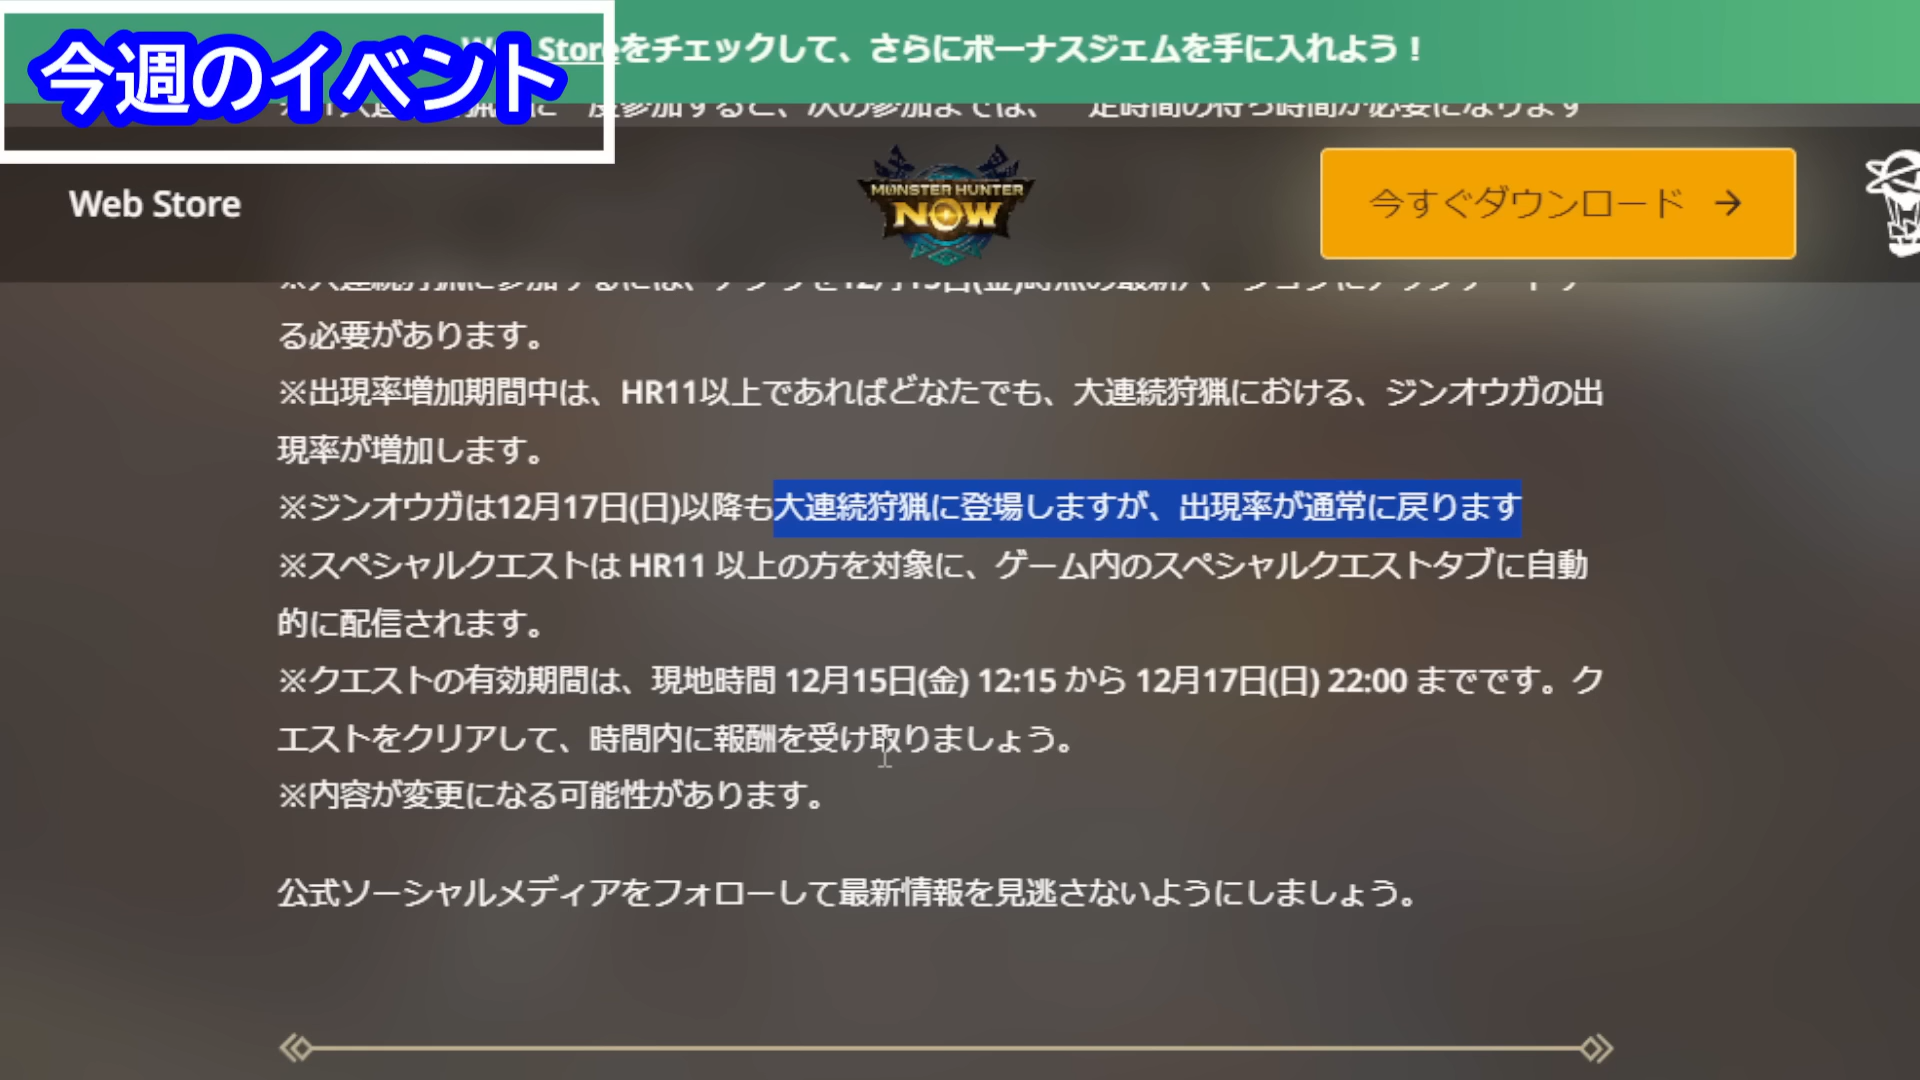 今週のイベント
Storeをチェックして、さらにボーナスジェムを手に入れよう！
Web Store
MONSTER HUNTER
NOW
今すぐダウンロード →
る必要があります。
※出現率増加期間中は、HR11以上であればどなたでも、大連続狩猟における、ジンオウガの出
現率が増加します。
※ジンオウガは12月17日(日)以降も大連続狩猟に登場しますが、出現率が通常に戻ります
※スペシャルクエストは HR11 以上の方を対象に、ゲーム内のスペシャルクエストタブに自動
的に配信されます。
※クエストの有効期間は、現地時間 12月15日(金) 12:15 から 12月17日(日) 22:00 までです。ク
エストをクリアして、時間内に報酬を受け取りましょう。
※内容が変更になる可能性があります。
公式ソーシャルメディアをフォローして最新情報を見逃さないようにしましょう。